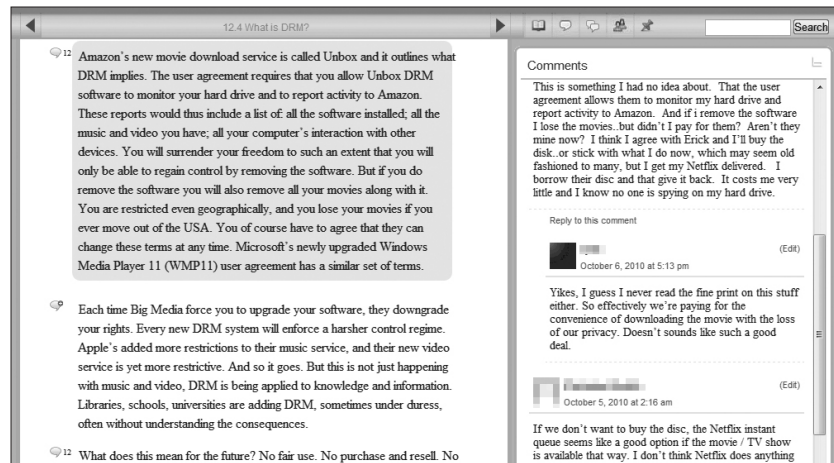 12.4 What is DRM?
Search
12
Amazon's new movie download service is called Unbox and it outlines what
DRM implies. The user agreement requires that you allow Unbox DRM
software to monitor your hard drive and to report activity to Amazon.
These reports would thus include a list of: all the software installed; all the
music and video you have; all your computer's interaction with other
devices. You will surrender your freedom to such an extent that you will
only be able to regain control by removing the software. But if you do
remove the software you will also remove all your movies along with it.
You are restricted even geographically, and you lose your movies if you
ever move out of the USA. You of course have to agree that they can
change these terms at any time. Microsoft's newly upgraded Windows
Media Player 11 (WMP11) user agreement has a similar set of terms.
Each time Big Media force you to upgrade your software, they downgrade
your rights. Every new DRM system will enforce a harsher control regime.
Apple's added more restrictions to their music service, and their new video
service is yet more restrictive. And so it goes. But this is not just happening
with music and video, DRM is being applied to knowledge and information.
Libraries, schools, universities are adding DRM, sometimes under duress,
often without understanding the consequences.
12
What does this mean for the future? No fair use. No purchase and resell. No
Comments
This is something I had no idea about. That the user
agreement allows them to monitor my hard drive and
report activity to Amazon. And if i remove the software
I lose the movies..but didn't I pay for them? Aren't they
mine now? I think I agree with Erick and I'll buy the
disk..or stick with what I do now, which may seem old
fashioned to many, but I get my Netflix delivered. I
borrow their disc and that give it back. It costs me very
little and I know no one is spying on my hard drive.
Reply to this comment
(Edit)
October 6, 2010 at 5:13 pm
Yikes, I guess I never read the fine print on this stuff
either. So effectively we're paying for the
convenience of downloading the movie with the loss
of our privacy. Doesn't sounds like such a good
deal.
(Edit)
October 5, 2010 at 2:16 am
If we don't want to buy the disc, the Netflix instant
queue seems like a good option if the movie / TV show
is available that way. I don't think Netflix does anything